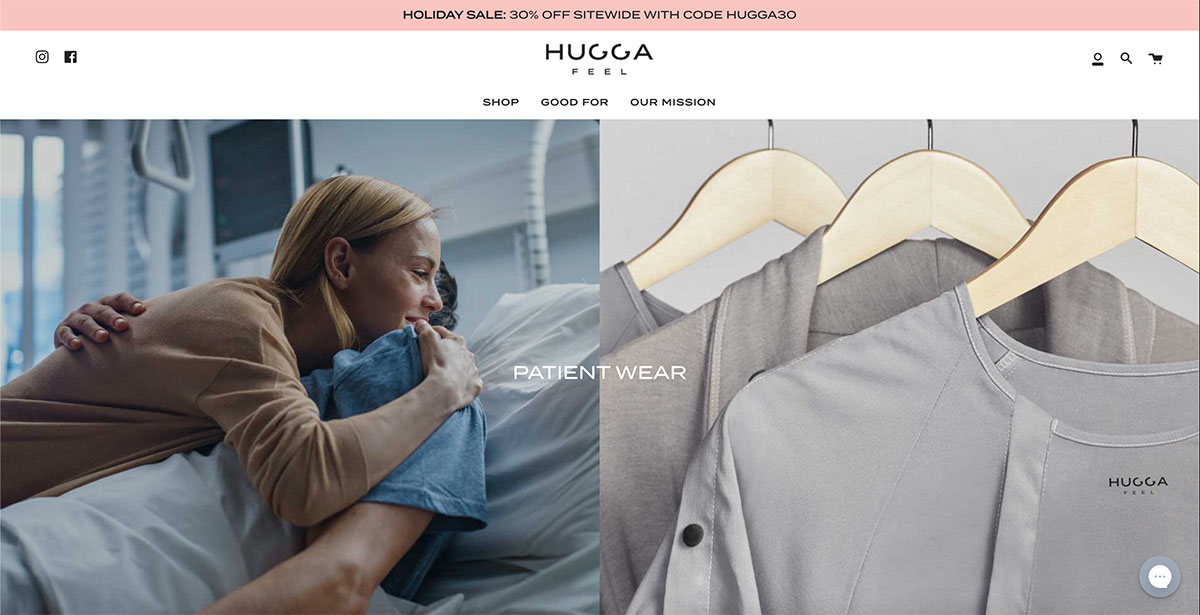 HOLIDAY SALE: 30% OFF SITEWIDE WITH CODE HUGGA30
HUGGA
FEEL
SHOP GOOD FOR OUR MISSION
PATIENT WEAR
HUGGA
FEEL